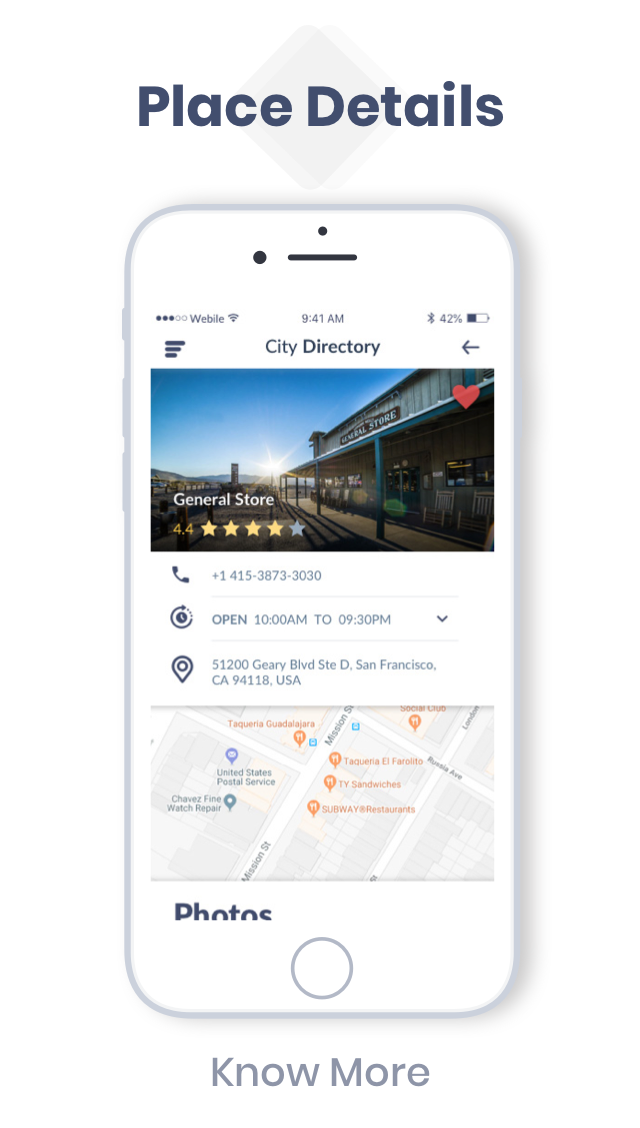 Place Details
Webile
9:41 AM
42%
City Directory
GENERAL STORE
General Store
4.4
+1 415-3873-3030
OPEN 10:00AM TO 09:30PM
51200 Geary Blvd Ste D, San Francisco,
CA 94118, USA
Social Club
London
Taqueria Guadalajara
Mission St
Taqueria El Farolito
Russia Ave
United States
Postal Service
TY Sandwiches
Chavez Fine
Watch Repair
SUBWAY®Restaurants
Mission St
Photos
Know More